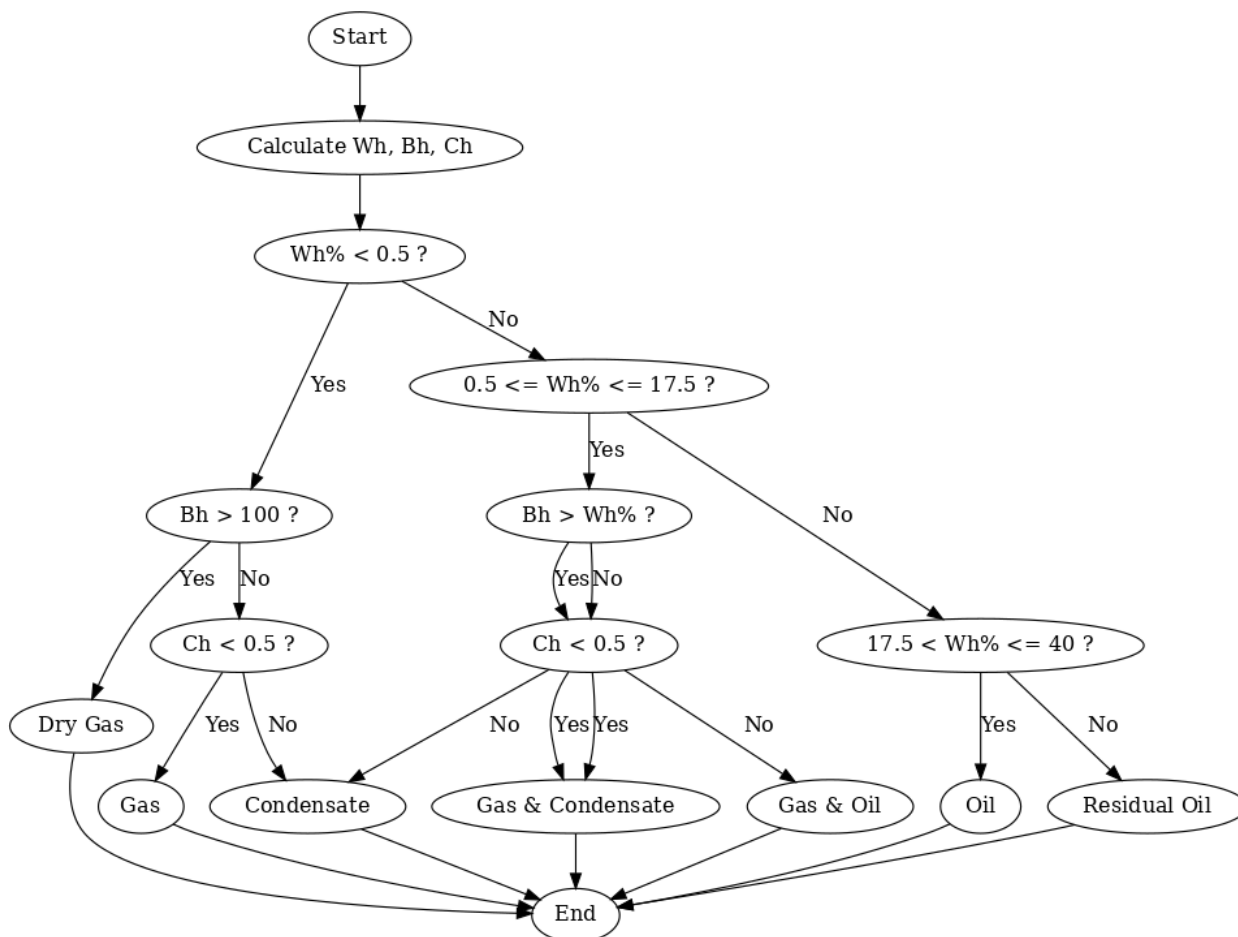 Start
Calculate Wh, Bh, Ch
Wh% < 0.5 ?
No
Yes
0.5 <= Wh% <= 17.5 ?
Yes
No
Bh > 100 ?
Bh > Wh% ?
Yes
No
Yes
No
Ch < 0.5 ?
Ch < 0.5 ?
17.5 < Wh% <= 40 ?
Dry Gas
Yes
No
No
Yes
Yes
No
Yes
No
Gas
Condensate
Gas & Condensate
Gas & Oil
Oil
Residual Oil
End